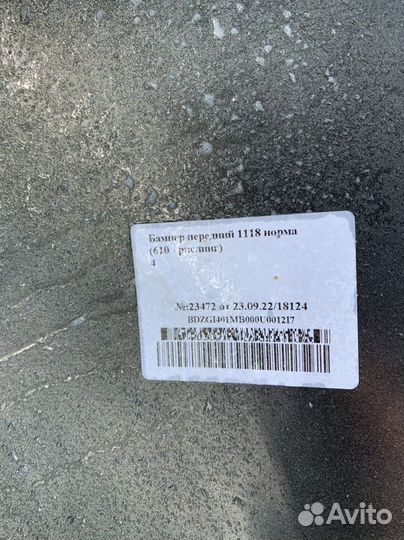 Бампер передний 1118 норма
(610 - рислинг)
4
№:23472 от 23.09.22/18124
BDZGI401MB000U001217
Avito